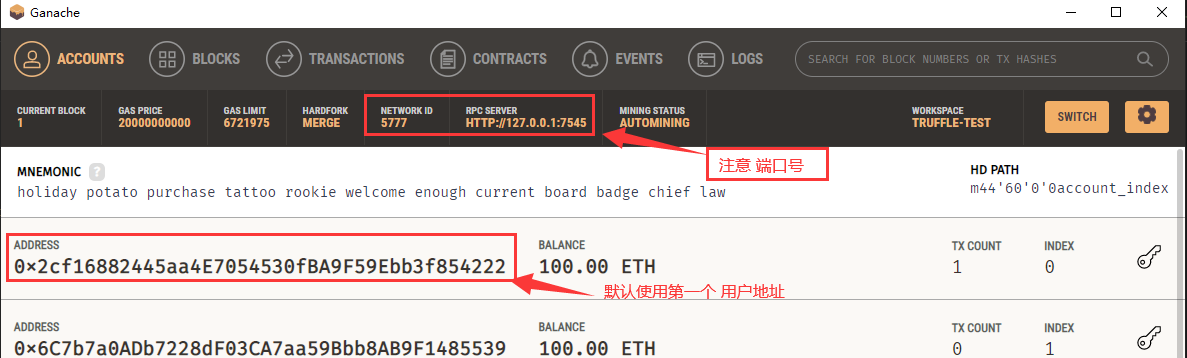 Ganache
ACCOUNTS BLOCKS TRANSACTIONS CONTRACTS EVENTS LOGS SEARCH FOR BLOCK NUMBERS OR TX HASHES
CURRENT BLOCK GAS PRICE GAS LIMIT HARDFORK NETWORK ID RPC SERVER MINING STATUS WORKSPACE
1 20000000000 6721975 MERGE 5777 HTTP://127.0.0.1:7545 AUTOMINING TRUFFLE-TEST SWITCH
注意 端口号
MNEMONIC ? HD PATH
holiday potato purchase tattoo rookie welcome enough current board badge chief law m44'60'0'0account_index
ADDRESS BALANCE TX COUNT INDEX
0×2cf16882445aa4E7054530fBA9F59Ebb3f854222 100.00 ETH 1 0
默认使用第一个 用户地址
ADDRESS BALANCE TX COUNT INDEX
0×6C7b7a0ADb7228dF03CA7aa59Bbb8AB9F1485539 100.00 ETH 0 1